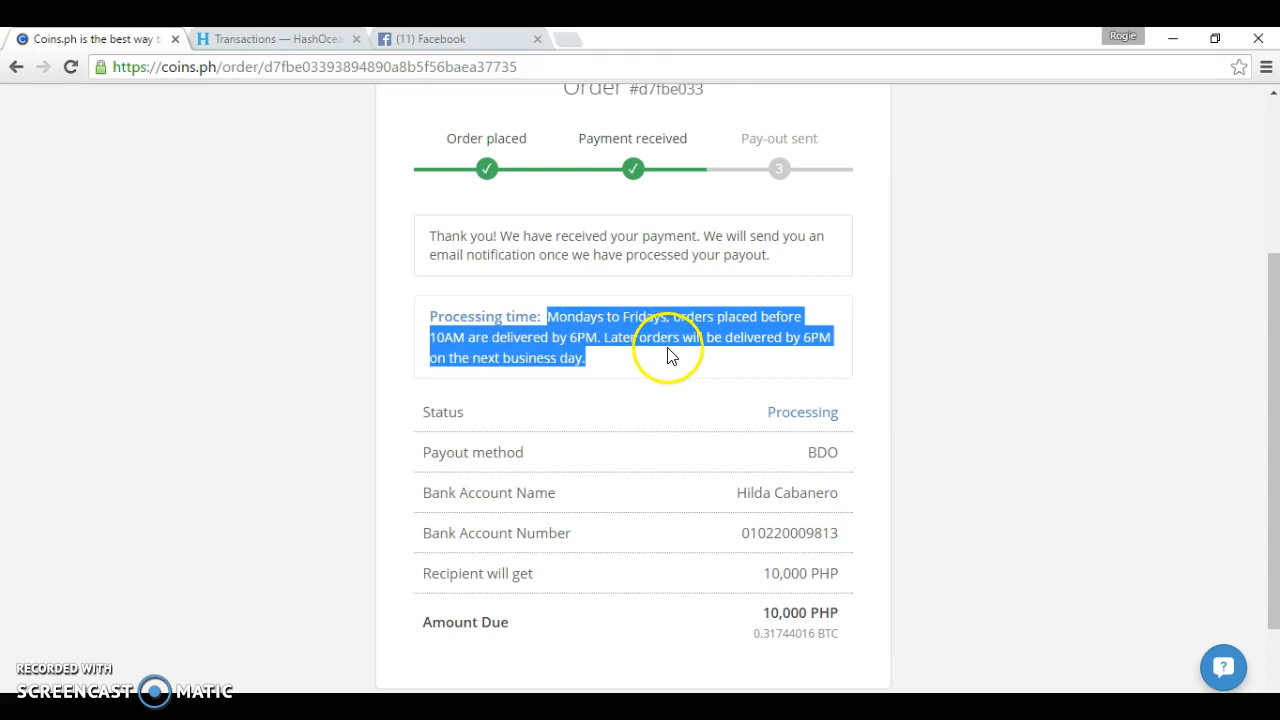 Coins.ph is the best way t
Transactions — HashOcea
(11) Facebook
Rogie
https://coins.ph/order/d7fbe03393894890a8b5f56baea37735
Order #d7fbe033
Order placed
Payment received
Pay-out sent
3
Thank you! We have received your payment. We will send you an
email notification once we have processed your payout.
Processing time: Mondays to Fridays, orders placed before
10AM are delivered by 6PM. Later orders will be delivered by 6PM
on the next business day.
Status Processing
Payout method BDO
Bank Account Name Hilda Cabanero
Bank Account Number 010220009813
Recipient will get 10,000 PHP
Amount Due 10,000 PHP
0.31744016 BTC
RECORDED WITH
SCREENCAST MATIC